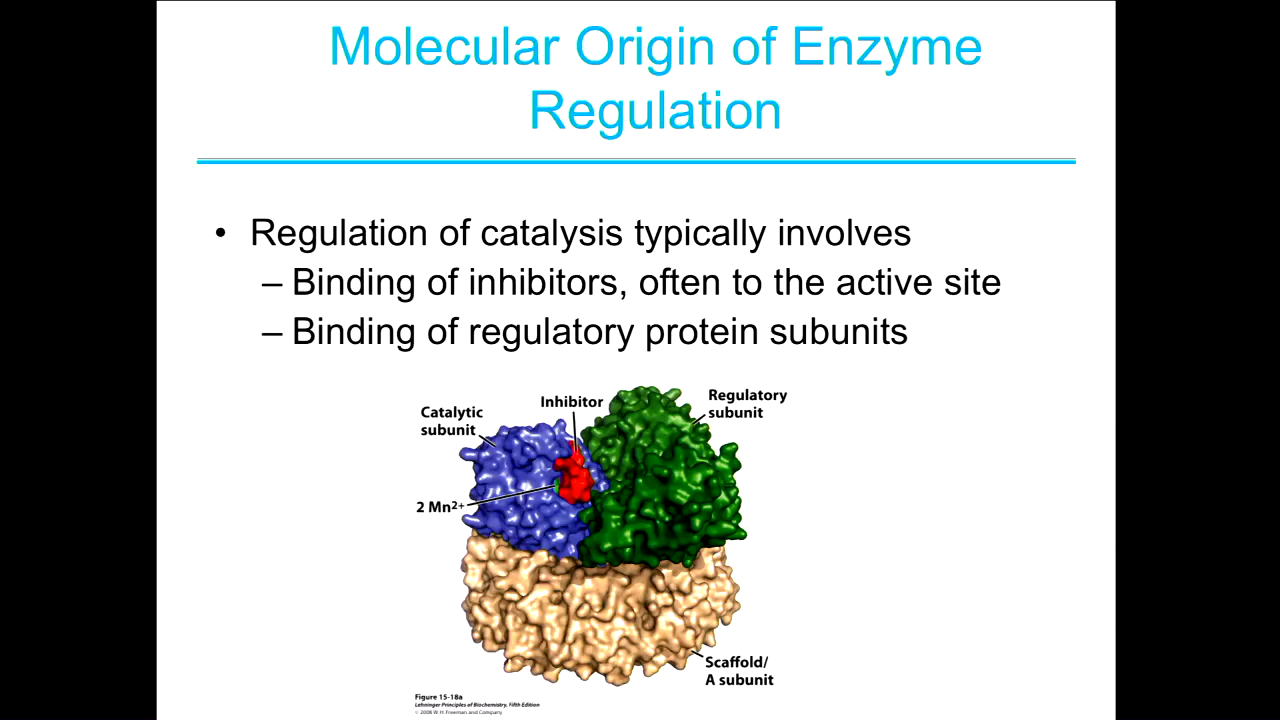 Molecular Origin of Enzyme
Regulation
• Regulation of catalysis typically involves
– Binding of inhibitors, often to the active site
– Binding of regulatory protein subunits
Catalytic
subunit
Inhibitor
Regulatory
subunit
2 Mn²⁺
Scaffold/
A subunit
Figure 15-18a
Lehninger Principles of Biochemistry, Fifth Edition
© 2008 W. H. Freeman and Company